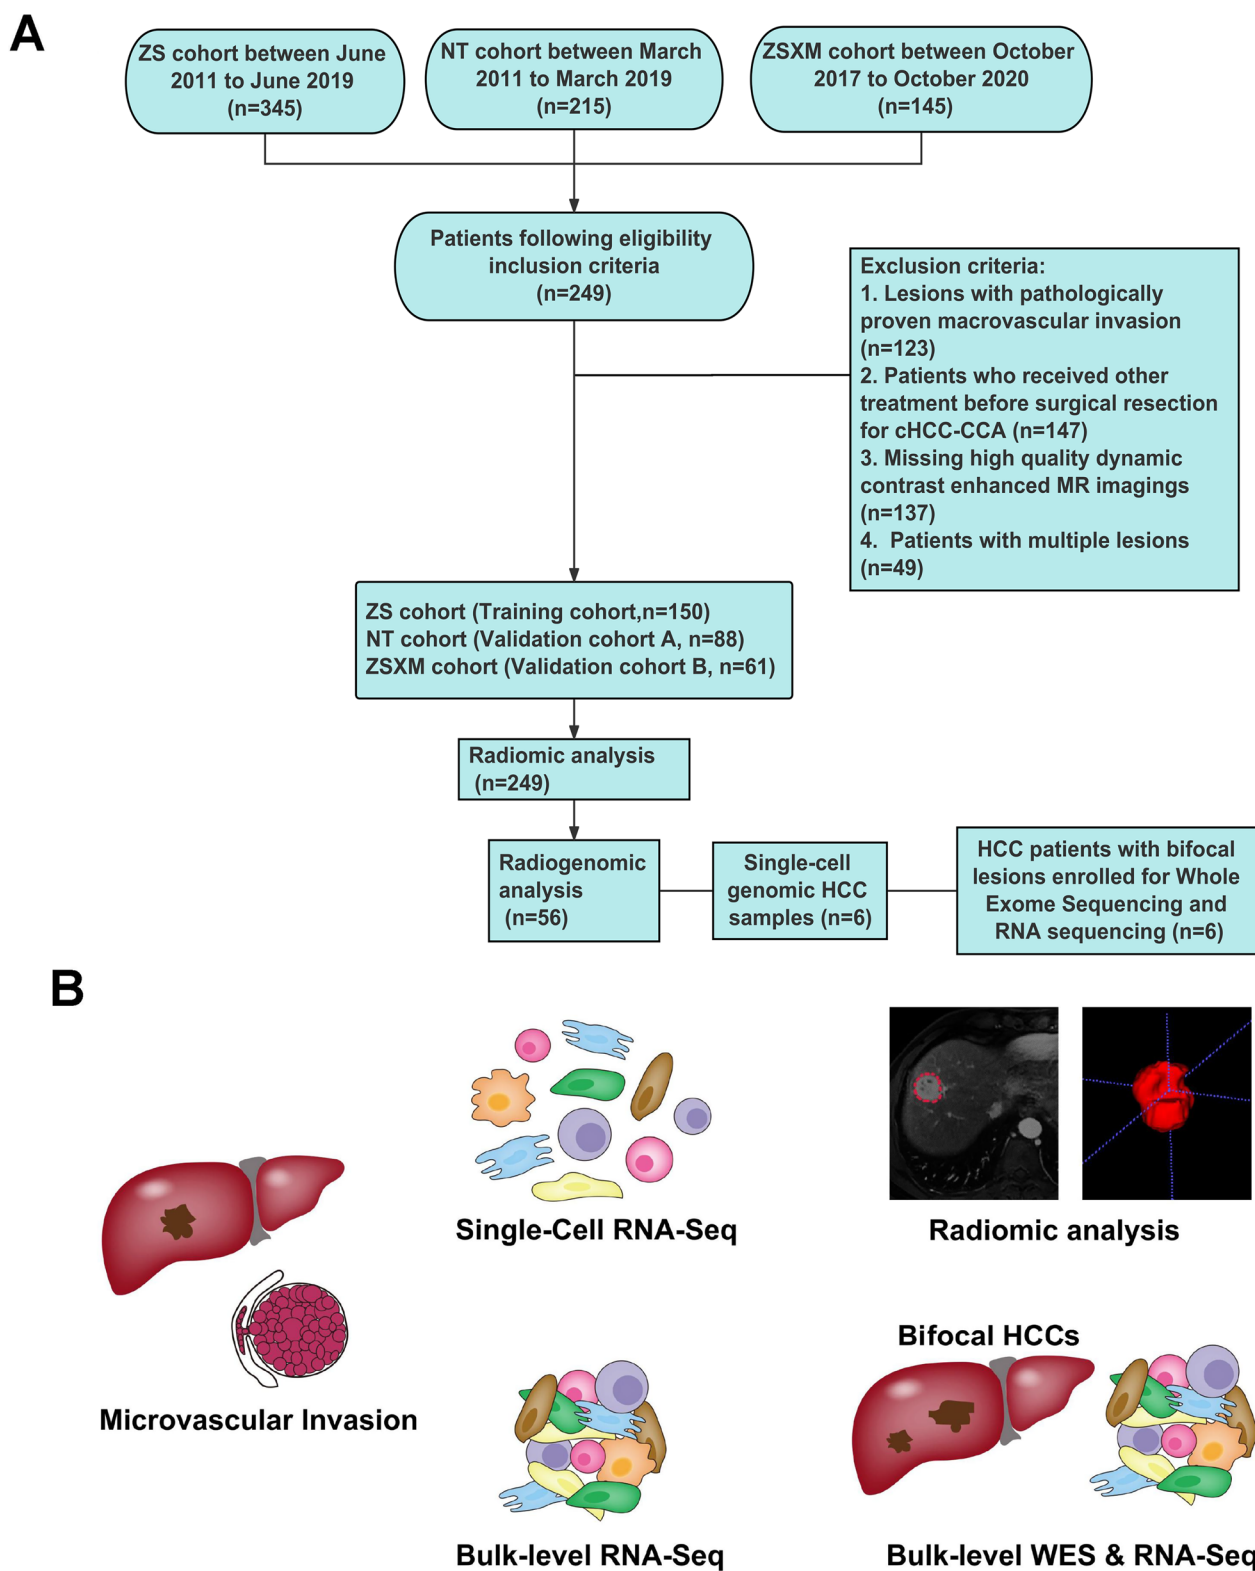 A
ZS cohort between June
2011 to June 2019
(n=345)
NT cohort between March
2011 to March 2019
(n=215)
ZSXM cohort between October
2017 to October 2020
(n=145)
Patients following eligibility
inclusion criteria
(n=249)
Exclusion criteria:
1. Lesions with pathologically
proven macrovascular invasion
(n=123)
2. Patients who received other
treatment before surgical resection
for cHCC-CCA (n=147)
3. Missing high quality dynamic
contrast enhanced MR imagings
(n=137)
4. Patients with multiple lesions
(n=49)
ZS cohort (Training cohort,n=150)
NT cohort (Validation cohort A, n=88)
ZSXM cohort (Validation cohort B, n=61)
Radiomic analysis
(n=249)
Radiogenomic
analysis
(n=56)
Single-cell
genomic HCC
samples (n=6)
HCC patients with bifocal
lesions enrolled for Whole
Exome Sequencing and
RNA sequencing (n=6)
B
Single-Cell RNA-Seq
Radiomic analysis
Microvascular Invasion
Bifocal HCCs
Bulk-level RNA-Seq
Bulk-level WES & RNA-Seq